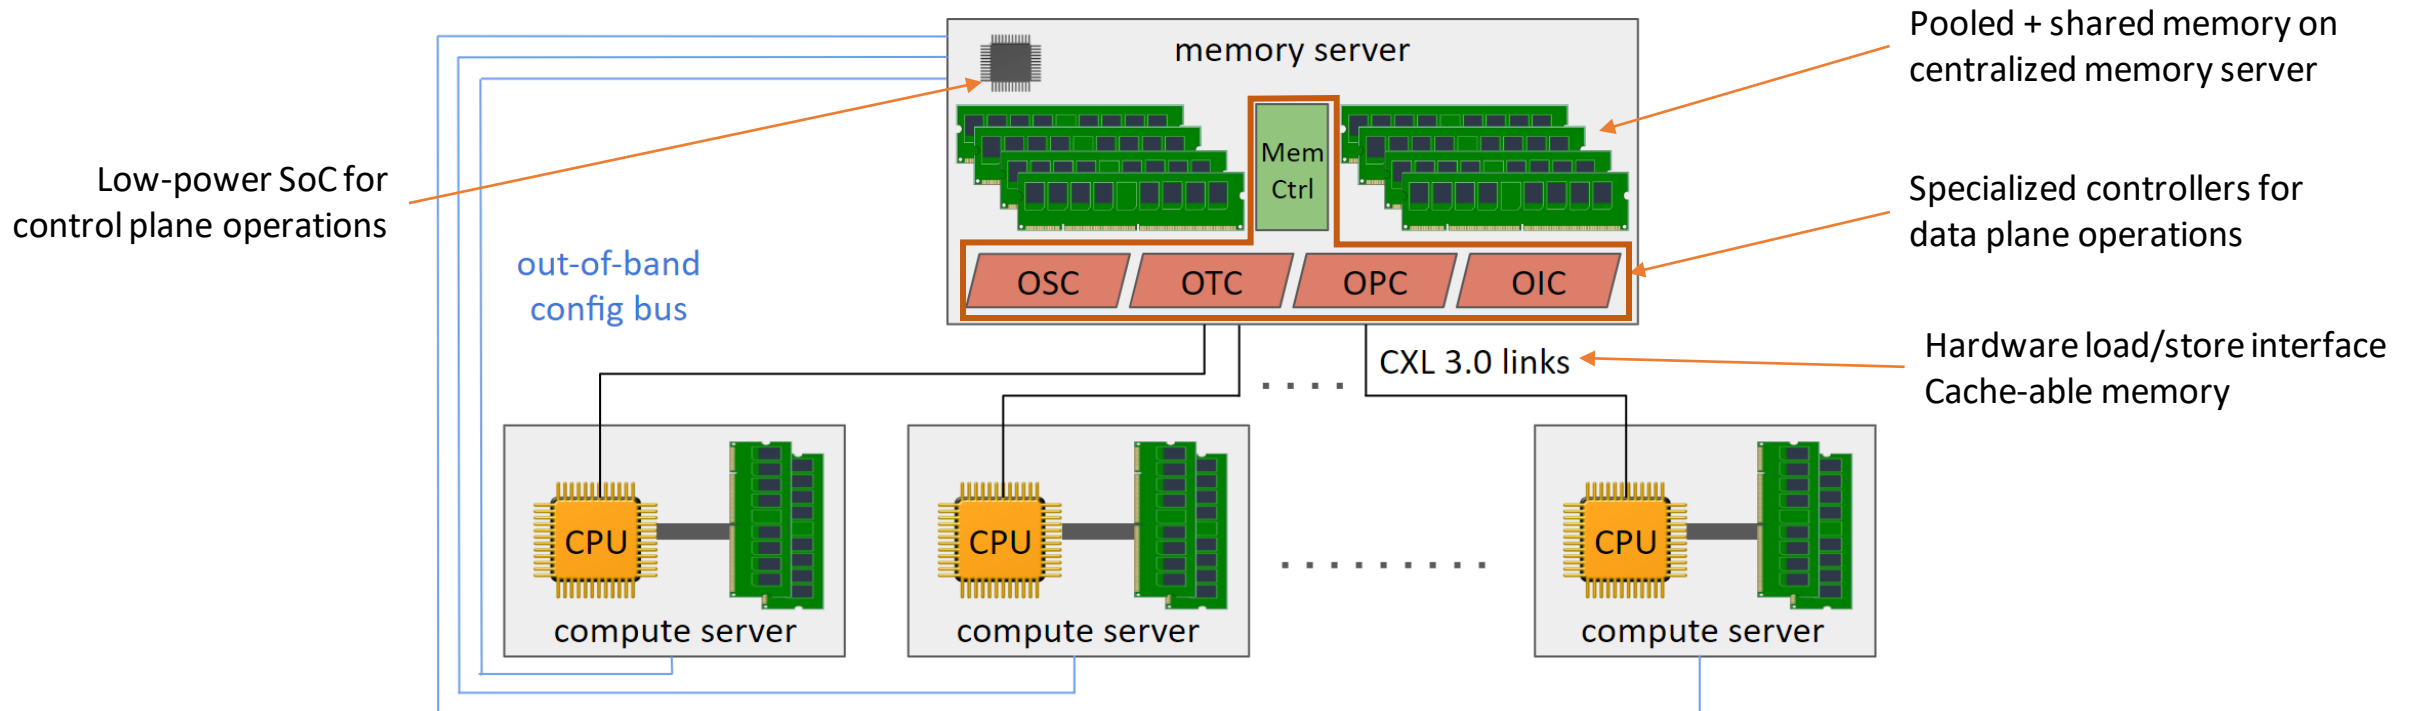 memory server
Pooled + shared memory on
centralized memory server
Mem
Ctrl
Low-power SoC for
control plane operations
Specialized controllers for
data plane operations
out-of-band
config bus
OSC
OTC
OPC
OIC
CXL 3.0 links
Hardware load/store interface
Cache-able memory
CPU
CPU
CPU
compute server
compute server
compute server